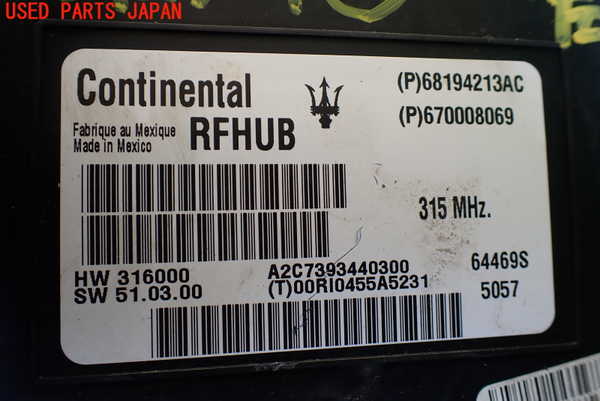 USED PARTS JAPAN
Continental
(P)68194213AC
(P)670008069
Fabrique au Mexique
Made in Mexico
RFHUB
315 MHz.
HW 316000
SW 51.03.00
A2C7393440300
(T)00RI0455A5231
64469S
5057